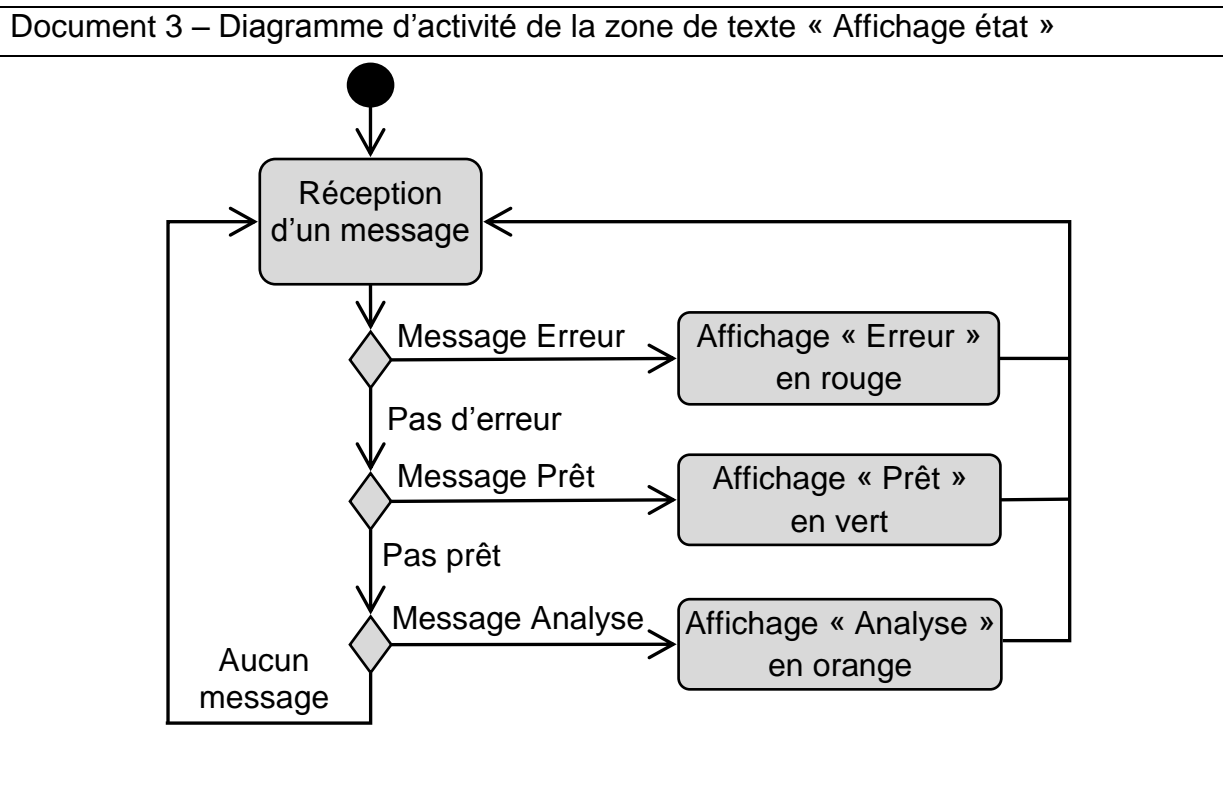 Document 3 – Diagramme d’activité de la zone de texte « Affichage état »
Réception
d’un message
Message Erreur
Affichage « Erreur »
en rouge
Pas d’erreur
Message Prêt
Affichage « Prêt »
en vert
Pas prêt
Message Analyse
Affichage « Analyse »
en orange
Aucun
message